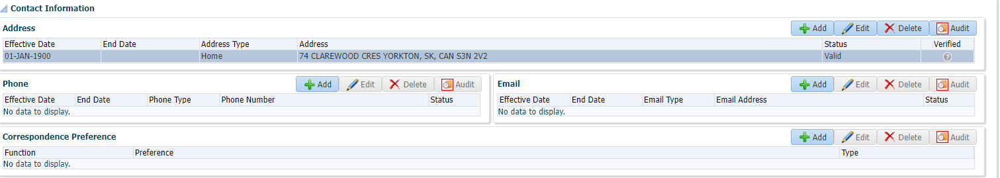 Contact Information
Address Add Edit Delete Audit
Effective Date End Date Address Type Address Status Verified
01-JAN-1900 Home 74 CLAREWOOD CRES YORKTON, SK, CAN S3N 2V2 Valid ?
Phone Add Edit Delete Audit
Effective Date End Date Phone Type Phone Number Status
No data to display.
Email Add Edit Delete Audit
Effective Date End Date Email Type Email Address Status
No data to display.
Correspondence Preference Add Edit Delete Audit
Function Preference Type
No data to display.